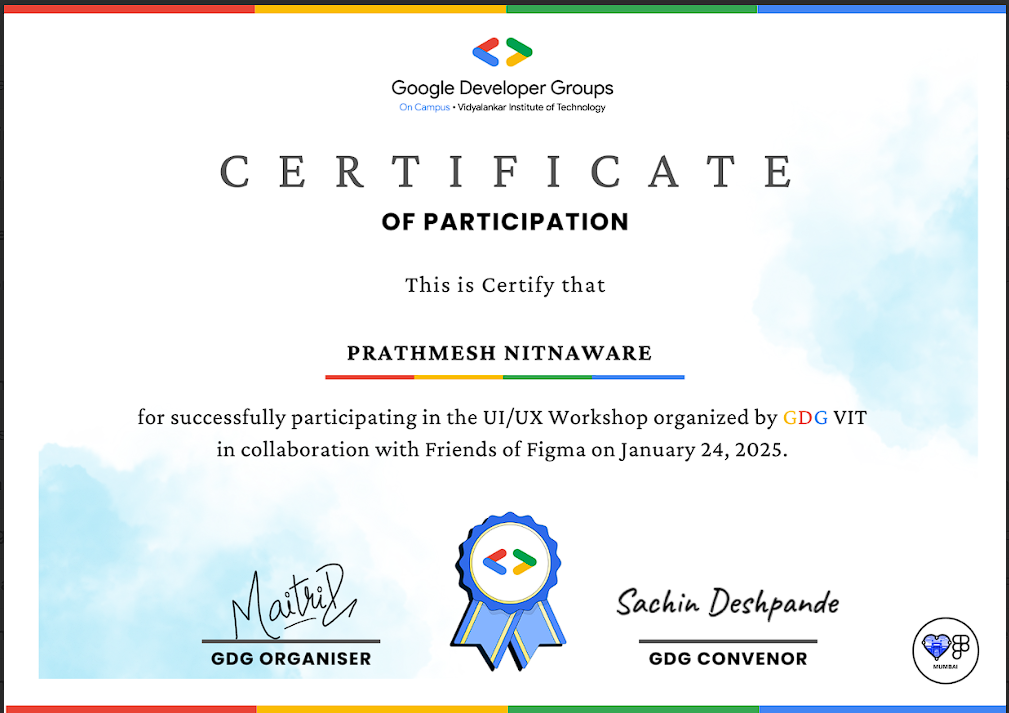 Google Developer Groups
On Campus • Vidyalankar Institute of Technology
CERTIFICATE
OF PARTICIPATION
This is Certify that
PRATHMESH NITNAWARE
for successfully participating in the UI/UX Workshop organized by GDG VIT
in collaboration with Friends of Figma on January 24, 2025.
MaitriD
Sachin Deshpande
GDG ORGANISER
GDG CONVENOR
MUMBAI